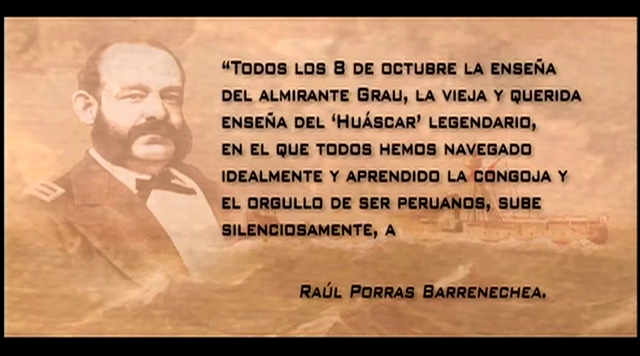 “Todos los 8 de octubre la enseña
del almirante Grau, la vieja y querida
enseña del ‘Huáscar’ legendario,
en el que todos hemos navegado
idealmente y aprendido la congoja y
el orgullo de ser peruanos, sube
silenciosamente, a
Raúl Porras Barrenechea.